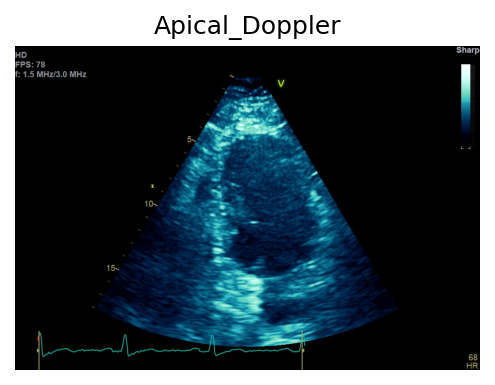 Apical_Doppler
HD
Sharp
FPS: 78
f: 1.5 MHz/3.0 MHz
V
5
10
15
68
HR